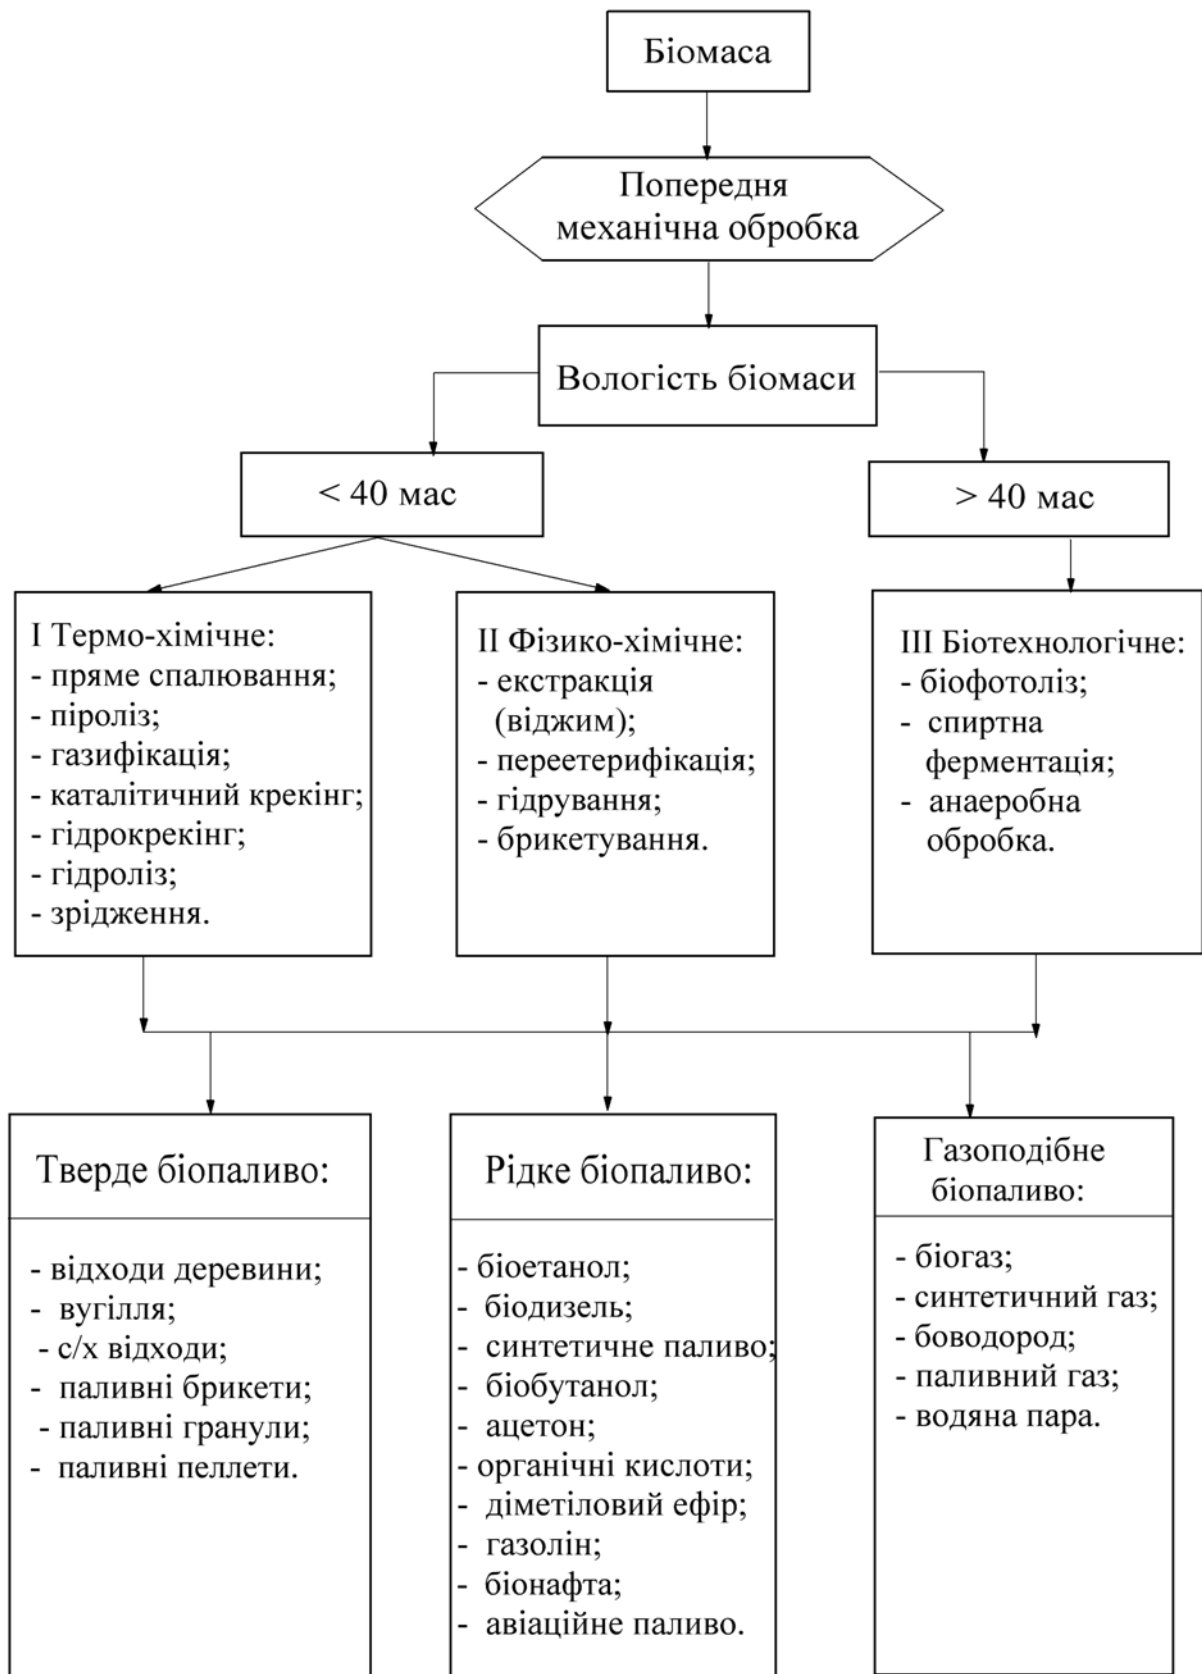 Біомаса
Попередня
механічна обробка
Вологість біомаси
< 40 мас
> 40 мас
І Термо-хімічне:
- пряме спалювання;
- піроліз;
- газифікація;
- каталітичний крекінг;
- гідрокрекінг;
- гідроліз;
- зрідження.
ІІ Фізико-хімічне:
- екстракція
(віджим);
- переетерифікація;
- гідрування;
- брикетування.
ІІІ Біотехнологічне:
- біофотоліз;
- спиртна
ферментація;
- анаеробна
обробка.
Тверде біопаливо:
- відходи деревини;
- вугілля;
- с/х відходи;
- паливні брикети;
- паливні гранули;
- паливні пеллети.
Рідке біопаливо:
- біоетанол;
- біодизель;
- синтетичне паливо;
- біобутанол;
- ацетон;
- органічні кислоти;
- діметіловий ефір;
- газолін;
- біонафта;
- авіаційне паливо.
Газоподібне
біопаливо:
- біогаз;
- синтетичний газ;
- боводород;
- паливний газ;
- водяна пара.